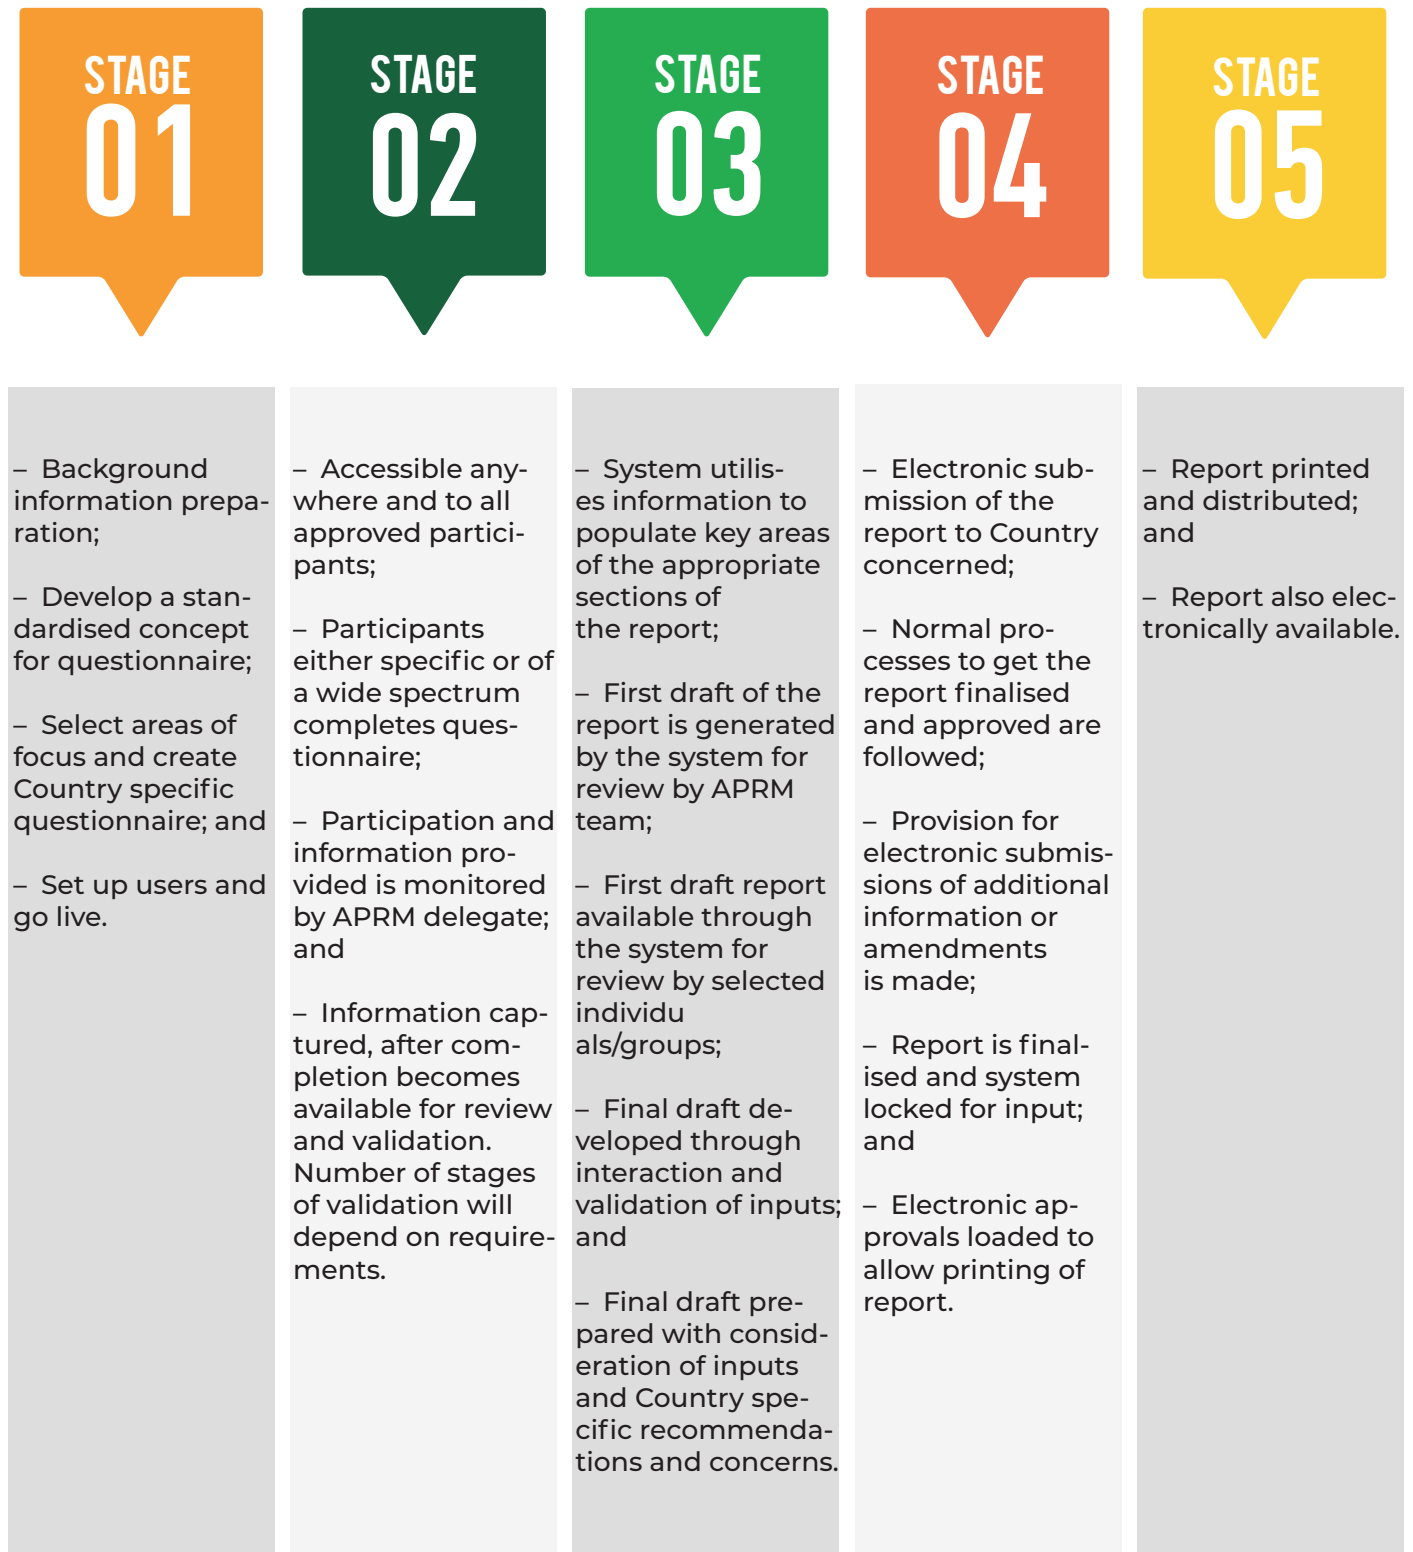 STAGE
01
– Background
information prepa-
ration;
– Develop a stan-
dardised concept
for questionnaire;
– Select areas of
focus and create
Country specific
questionnaire; and
– Set up users and
go live.
STAGE
02
– Accessible any-
where and to all
approved partici-
pants;
– Participants
either specific or of
a wide spectrum
completes ques-
tionnaire;
– Participation and
information pro-
vided is monitored
by APRM delegate;
and
– Information cap-
tured, after com-
pletion becomes
available for review
and validation.
Number of stages
of validation will
depend on require-
ments.
STAGE
03
– System utilis-
es information to
populate key areas
of the appropriate
sections of
the report;
– First draft of the
report is generated
by the system for
review by APRM
team;
– First draft report
available through
the system for
review by selected
individu
als/groups;
– Final draft de-
veloped through
interaction and
validation of inputs;
and
– Final draft pre-
pared with consid-
eration of inputs
and Country spe-
cific recommenda-
tions and concerns.
STAGE
04
– Electronic sub-
mission of the
report to Country
concerned;
– Normal pro-
cesses to get the
report finalised
and approved are
followed;
– Provision for
electronic submis-
sions of additional
information or
amendments
is made;
– Report is final-
ised and system
locked for input;
and
– Electronic ap-
provals loaded to
allow printing of
report.
STAGE
05
– Report printed
and distributed;
and
– Report also elec-
tronically available.